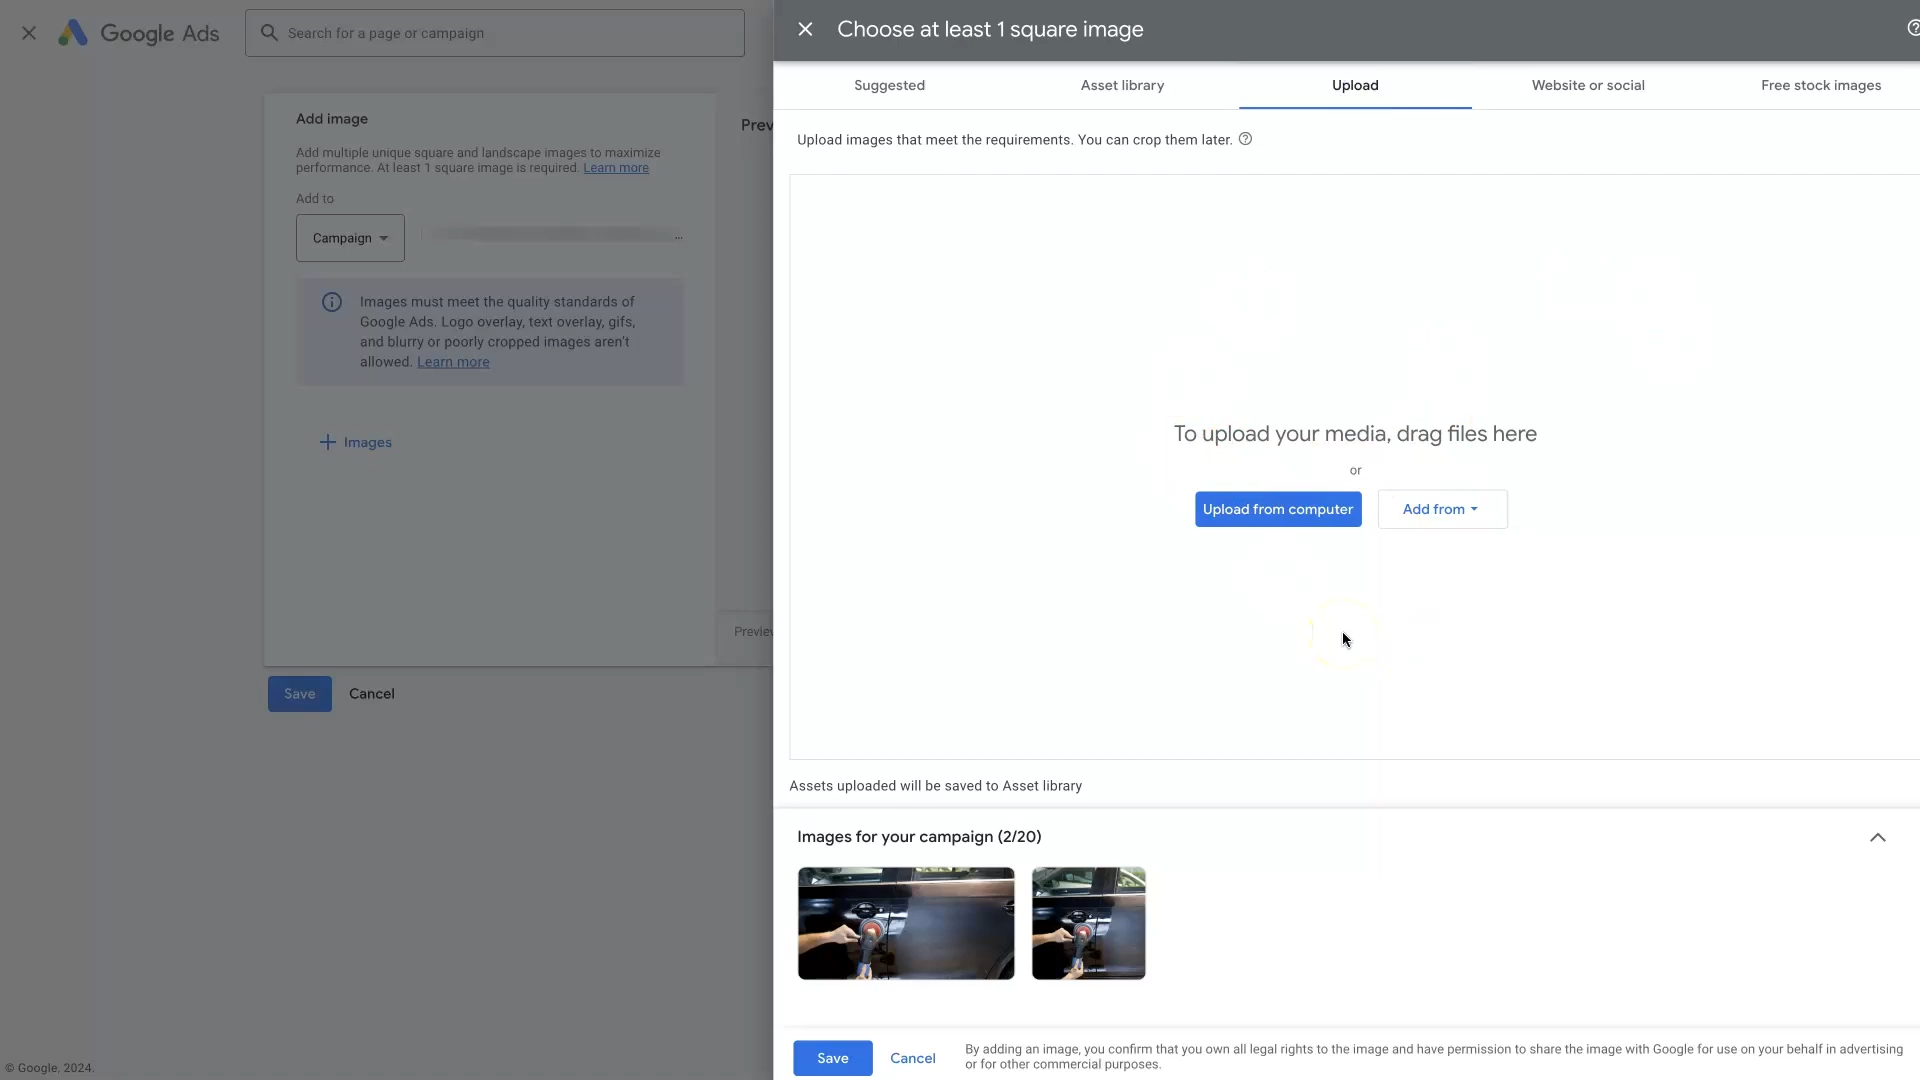 Google Ads
Search for a page or campaign
Choose at least 1 square image
Suggested
Asset library
Upload
Website or social
Free stock images
Add image
Add multiple unique square and landscape images to maximize
performance. At least 1 square image is required. Learn more
Add to
Campaign
...
Images must meet the quality standards of
Google Ads. Logo overlay, text overlay, gifs,
and blurry or poorly cropped images aren't
allowed. Learn more
Images
Save Cancel
Upload images that meet the requirements. You can crop them later.
To upload your media, drag files here
or
Upload from computer
Add from
Assets uploaded will be saved to Asset library
Images for your campaign (2/20)
Save
Cancel
By adding an image, you confirm that you own all legal rights to the image and have permission to share the image with Google for use on your behalf in advertising
or for other commercial purposes.
© Google, 2024.